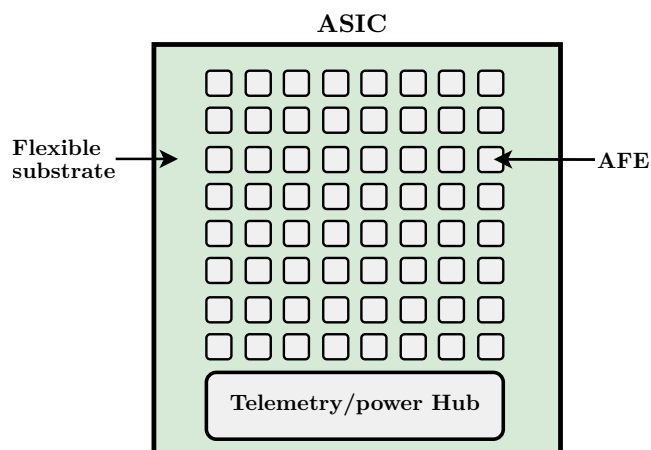 ASIC
Flexible
substrate
AFE
Telemetry/power Hub